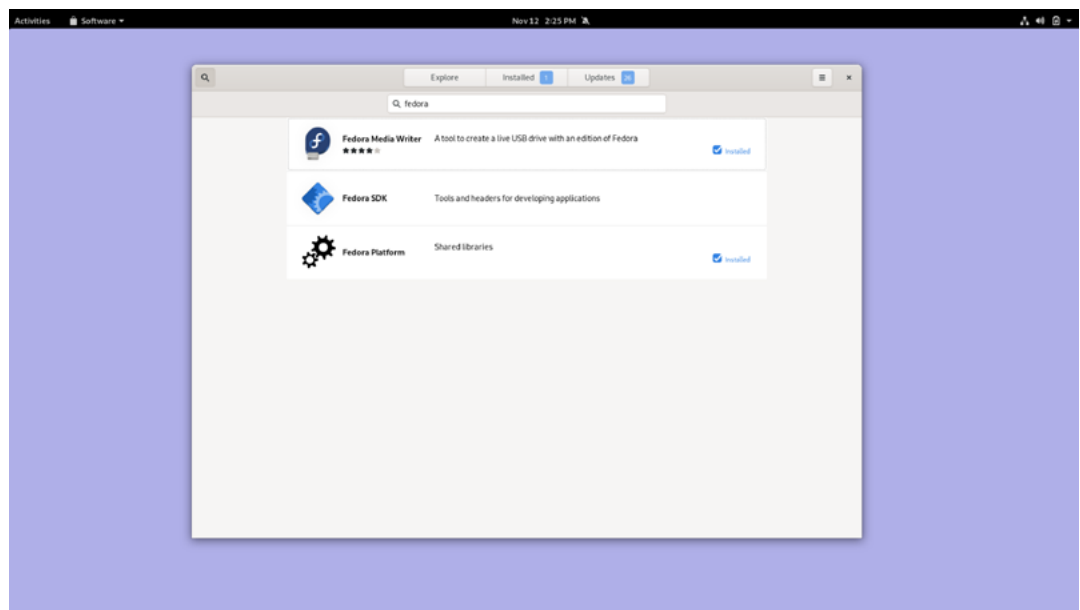 Activities Software Nov 12 2:25 PM
Explore Installed Updates
fedora
Fedora Media Writer A tool to create a live USB drive with an edition of Fedora
Installed
Fedora SDK Tools and headers for developing applications
Fedora Platform Shared libraries
Installed